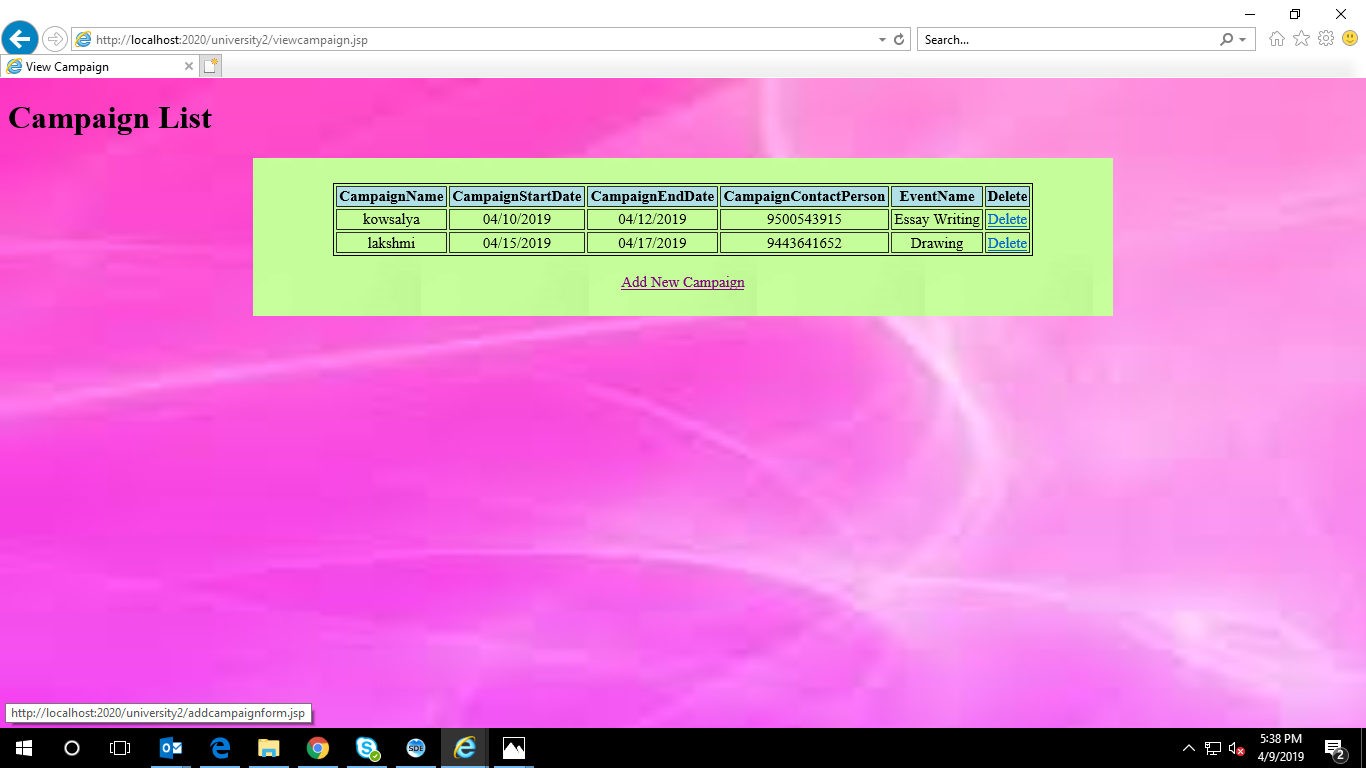 http://localhost:2020/university2/viewcampaign.jsp
Search...
View Campaign
Campaign List
CampaignName CampaignStartDate CampaignEndDate CampaignContactPerson EventName Delete
kowsalya 04/10/2019 04/12/2019 9500543915 Essay Writing Delete
lakshmi 04/15/2019 04/17/2019 9443641652 Drawing Delete
Add New Campaign
http://localhost:2020/university2/addcampaignform.jsp
SDE
5:38 PM
4/9/2019
2